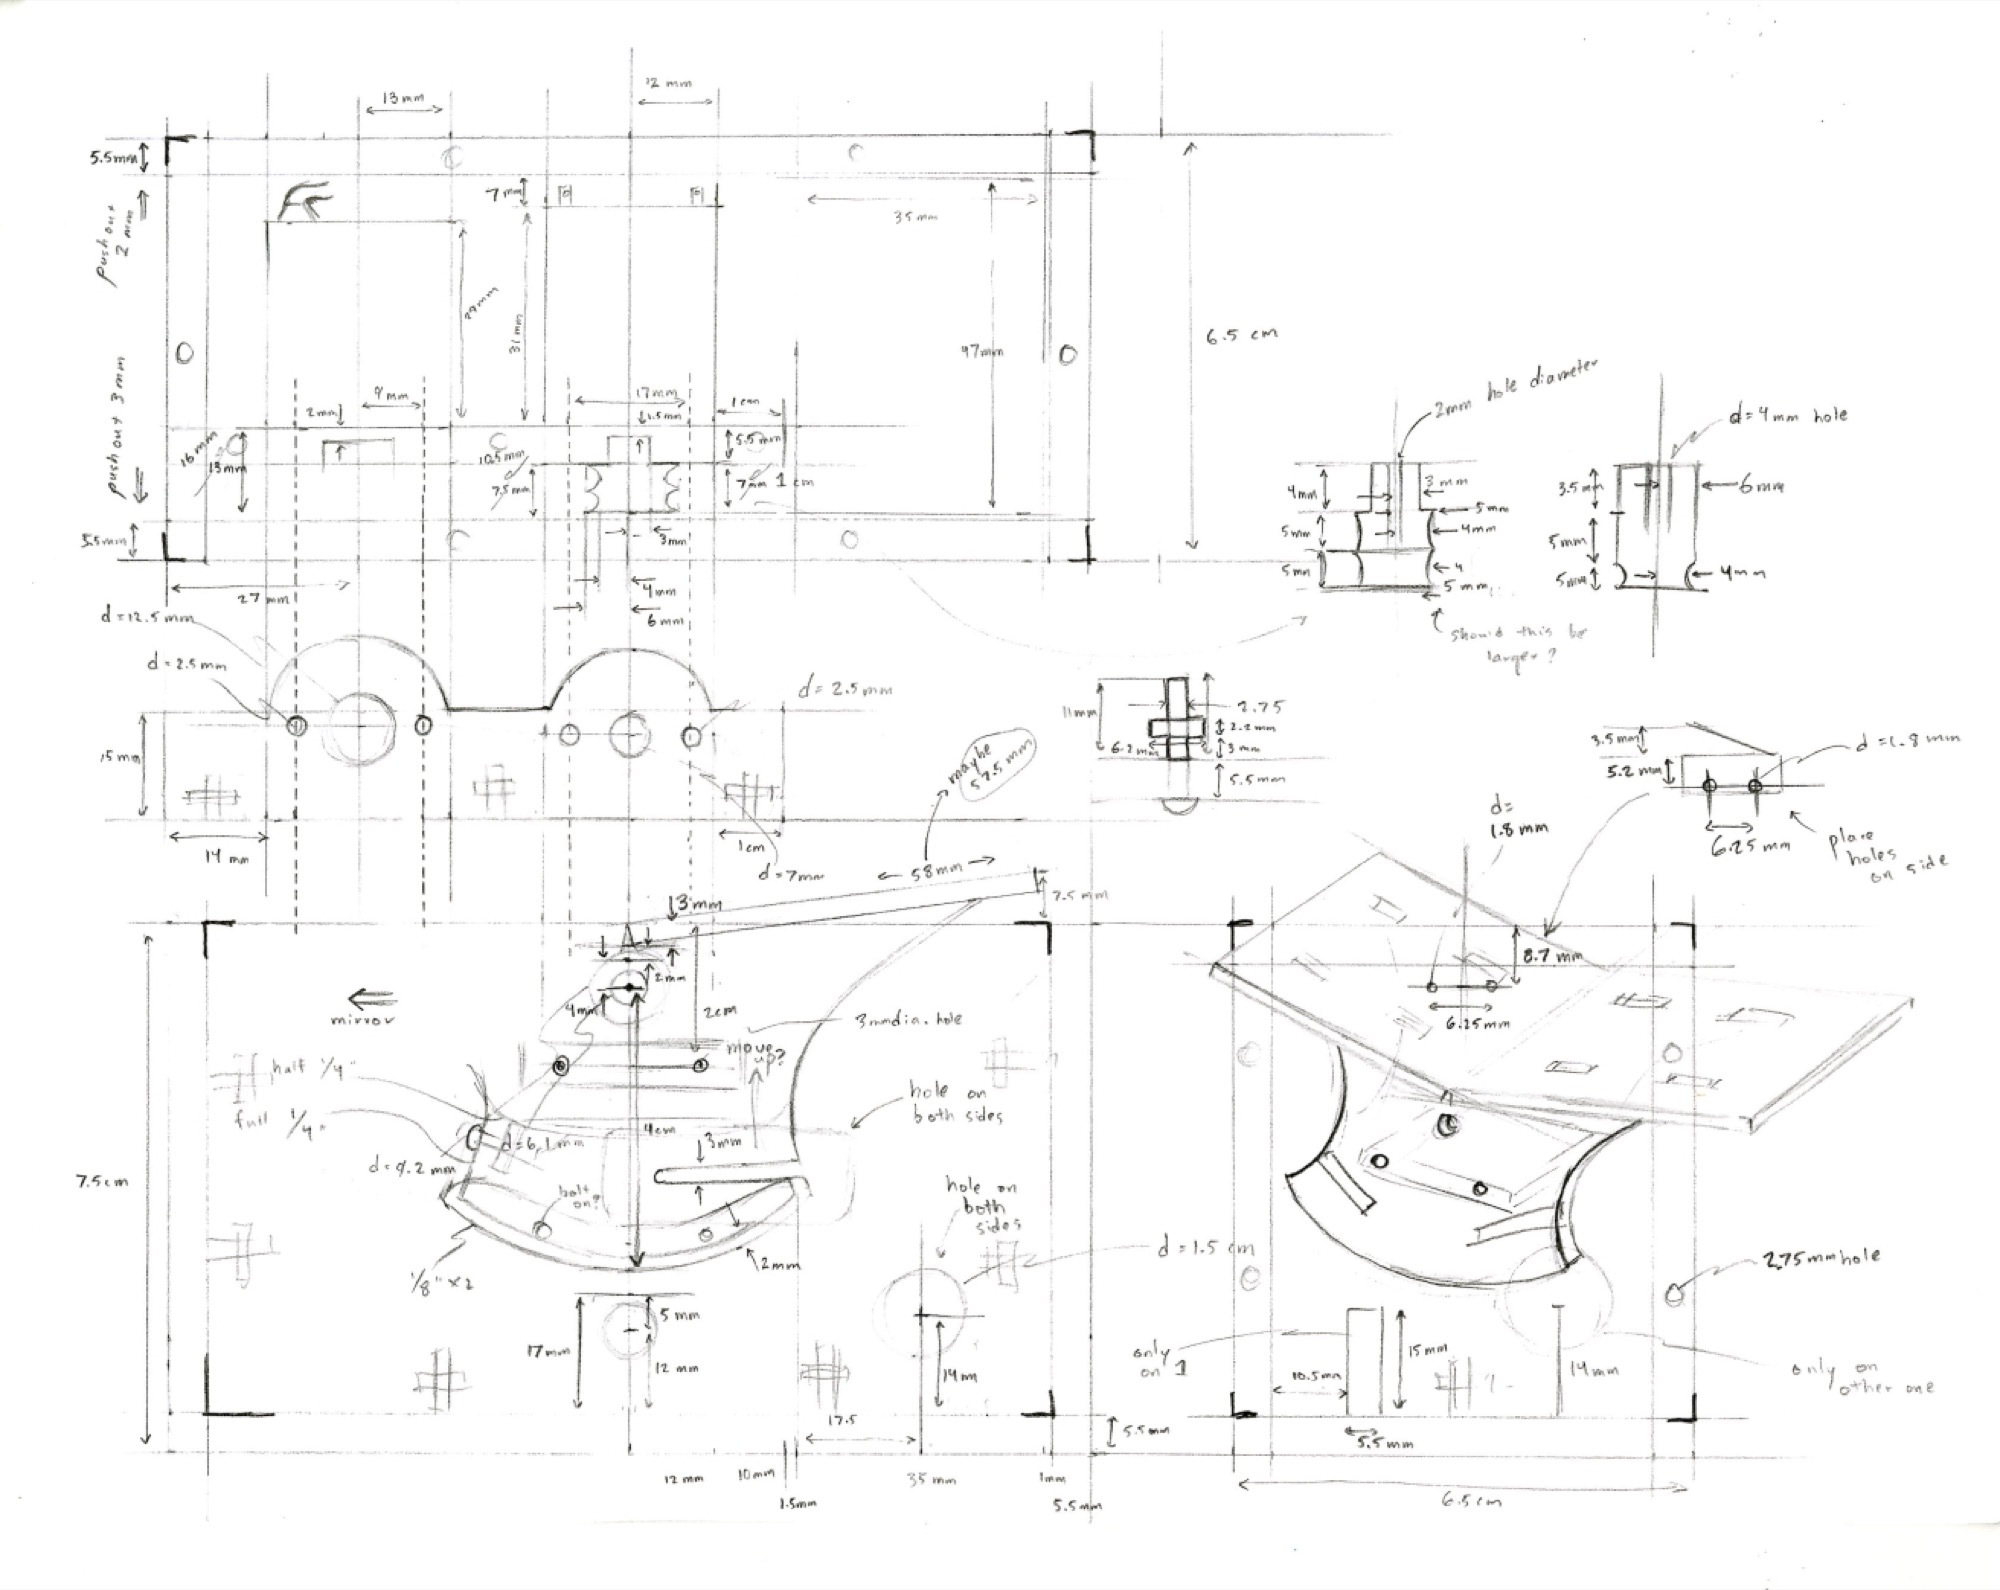 12 mm
13mm
5.5mm
push out
2 mm
7 mm
35 mm
29mm
31 mm
97mm
6.5 cm
push out 3mm
9 mm
2mm
17mm
1.5mm
1 cm
16 mm
13mm
10.5mm
7.5mm
5.5mm
7mm 1 cm
3mm
5.5mm
27 mm
4mm
6mm
2mm hole diameter
d=4mm hole
4mm
3 mm
5mm
5mm
4mm
5mm
4
5 mm
should this be
larger?
3.5mm
6mm
5mm
5mm
4mm
d=12.5mm
d=2.5mm
d=2.5mm
15mm
14 mm
1cm
d=7mm
11mm
2.75
2.2mm
6.2mm
3mm
5.5mm
maybe
57.5 mm
58mm
3.5mm
5.2mm
d=1.8 mm
6.25mm
place
holes
on side
d=
1.8mm
3mm
7.5mm
2mm
4mm
2cm
mirror
3mm dia. hole
move
up?
half 1/4"
full 1/4"
d=6.1mm
d=9.2mm
4cm
3mm
hole on
both sides
bolt
on?
2mm
1/8" x2
7.5cm
hole on
both
sides
d=1.5 cm
17mm
5 mm
12 mm
14m
17.5
5.5mm
12 mm
10mm
1.5mm
35 mm
1mm
5.5mm
8.7 mm
6.25mm
2.75mm hole
only
on 1
15mm
10.5mm
5.5mm
14mm
only on
other one
6.5cm